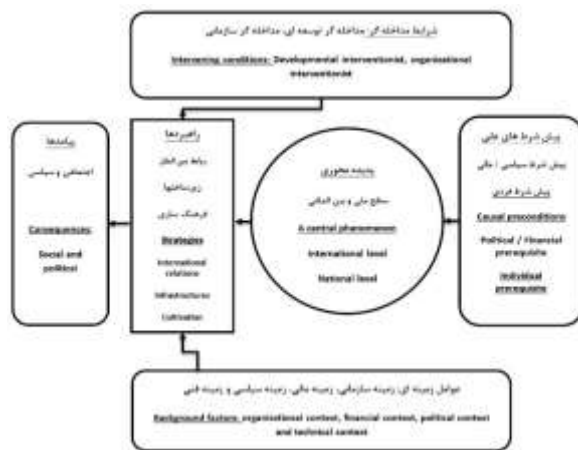 شرایط مداخله گر: مداخله گر توسعه ای، مداخله گر سازمانی
Intervening conditions: Developmental interventionist, organisational
interventionist
پیامدها
اجتماعی و سیاسی
Consequences:
Social and
political
راهبردها
روابط بین الملل
زیرساختها
فرهنگ سازی
Strategies
International
relations
Infrastructures
Cultivation
پدیده محوری
سطح ملی و بین المللی
A central phenomenon:
International level
National level
پیش شرط های علی
پیش شرط سیاسی / مالی
پیش شرط فردی
Causal preconditions
Political / Financial
prerequisite
Individual
prerequisite
عوامل زمینه ای: زمینه سازمانی، زمینه مالی، زمینه سیاسی و زمینه فنی
Background factors: organisational context, financial context, political context
and technical context